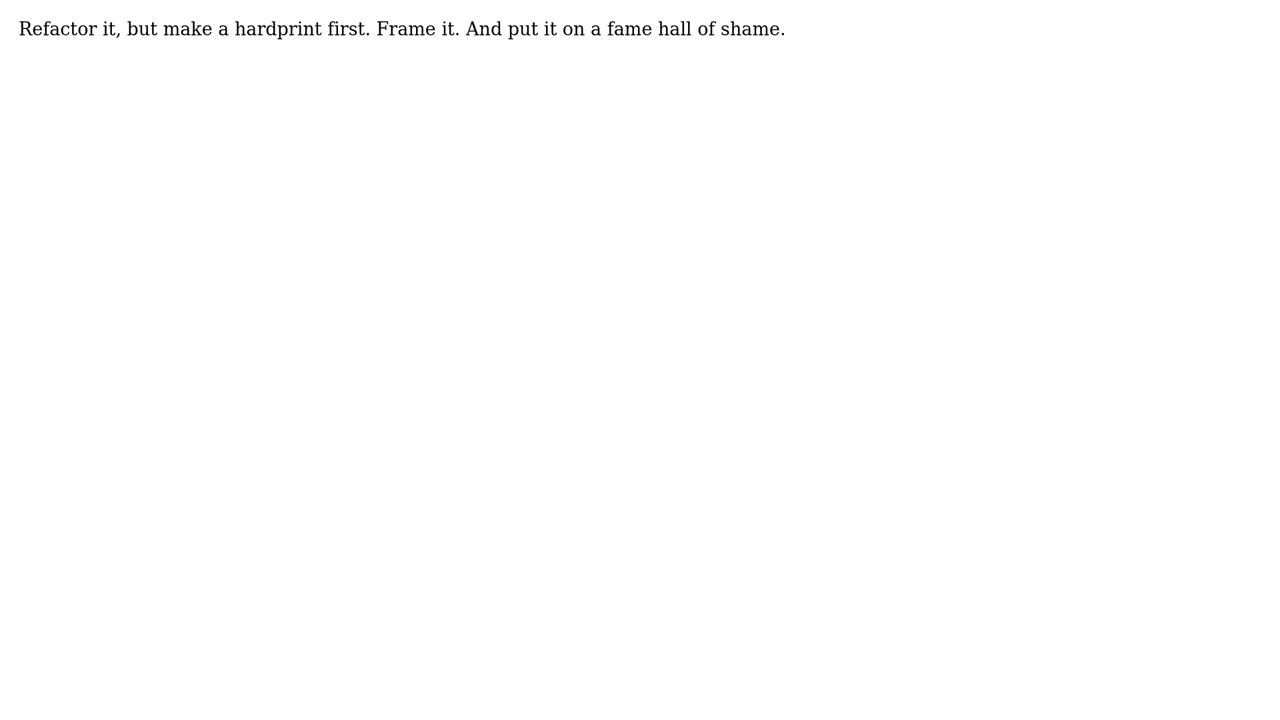 Refactor it, but make a hardprint first. Frame it. And put it on a fame hall of shame.